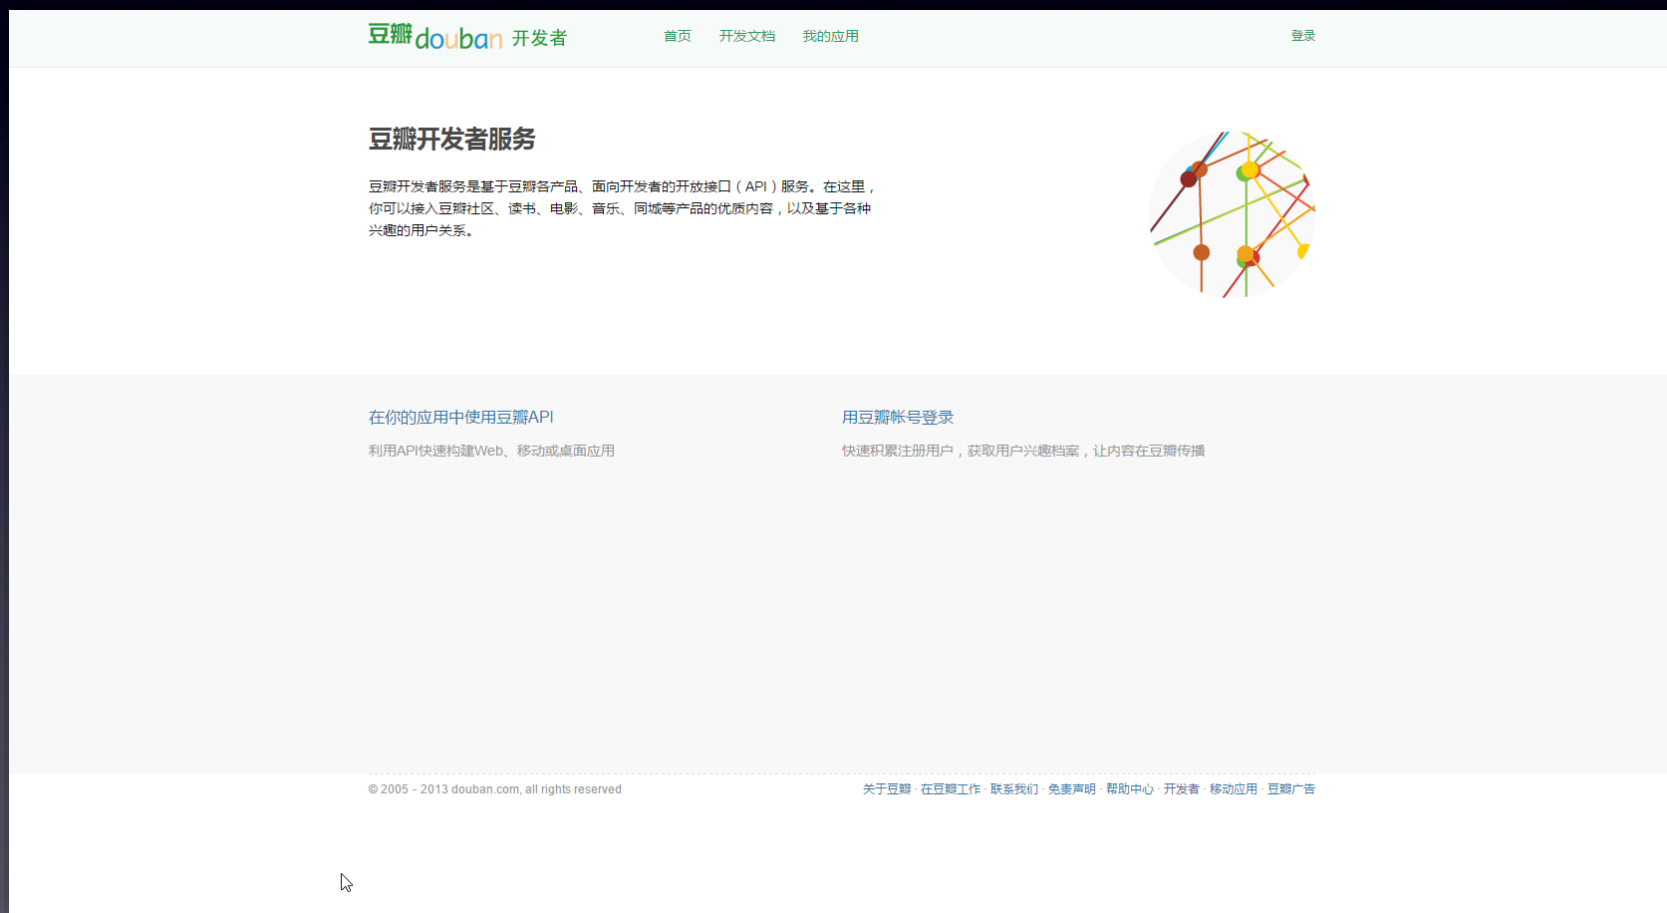 豆瓣douban 开发者 首页 开发文档 我的应用 登录
豆瓣开发者服务
豆瓣开发者服务是基于豆瓣各产品、面向开发者的开放接口（API）服务。在这里，
你可以接入豆瓣社区、读书、电影、音乐、同城等产品的优质内容，以及基于各种
兴趣的用户关系。
在你的应用中使用豆瓣API
利用API快速构建Web、移动或桌面应用
用豆瓣帐号登录
快速积累注册用户，获取用户兴趣档案，让内容在豆瓣传播
© 2005 - 2013 douban.com, all rights reserved
关于豆瓣 · 在豆瓣工作 · 联系我们 · 免责声明 · 帮助中心 · 开发者 · 移动应用 · 豆瓣广告